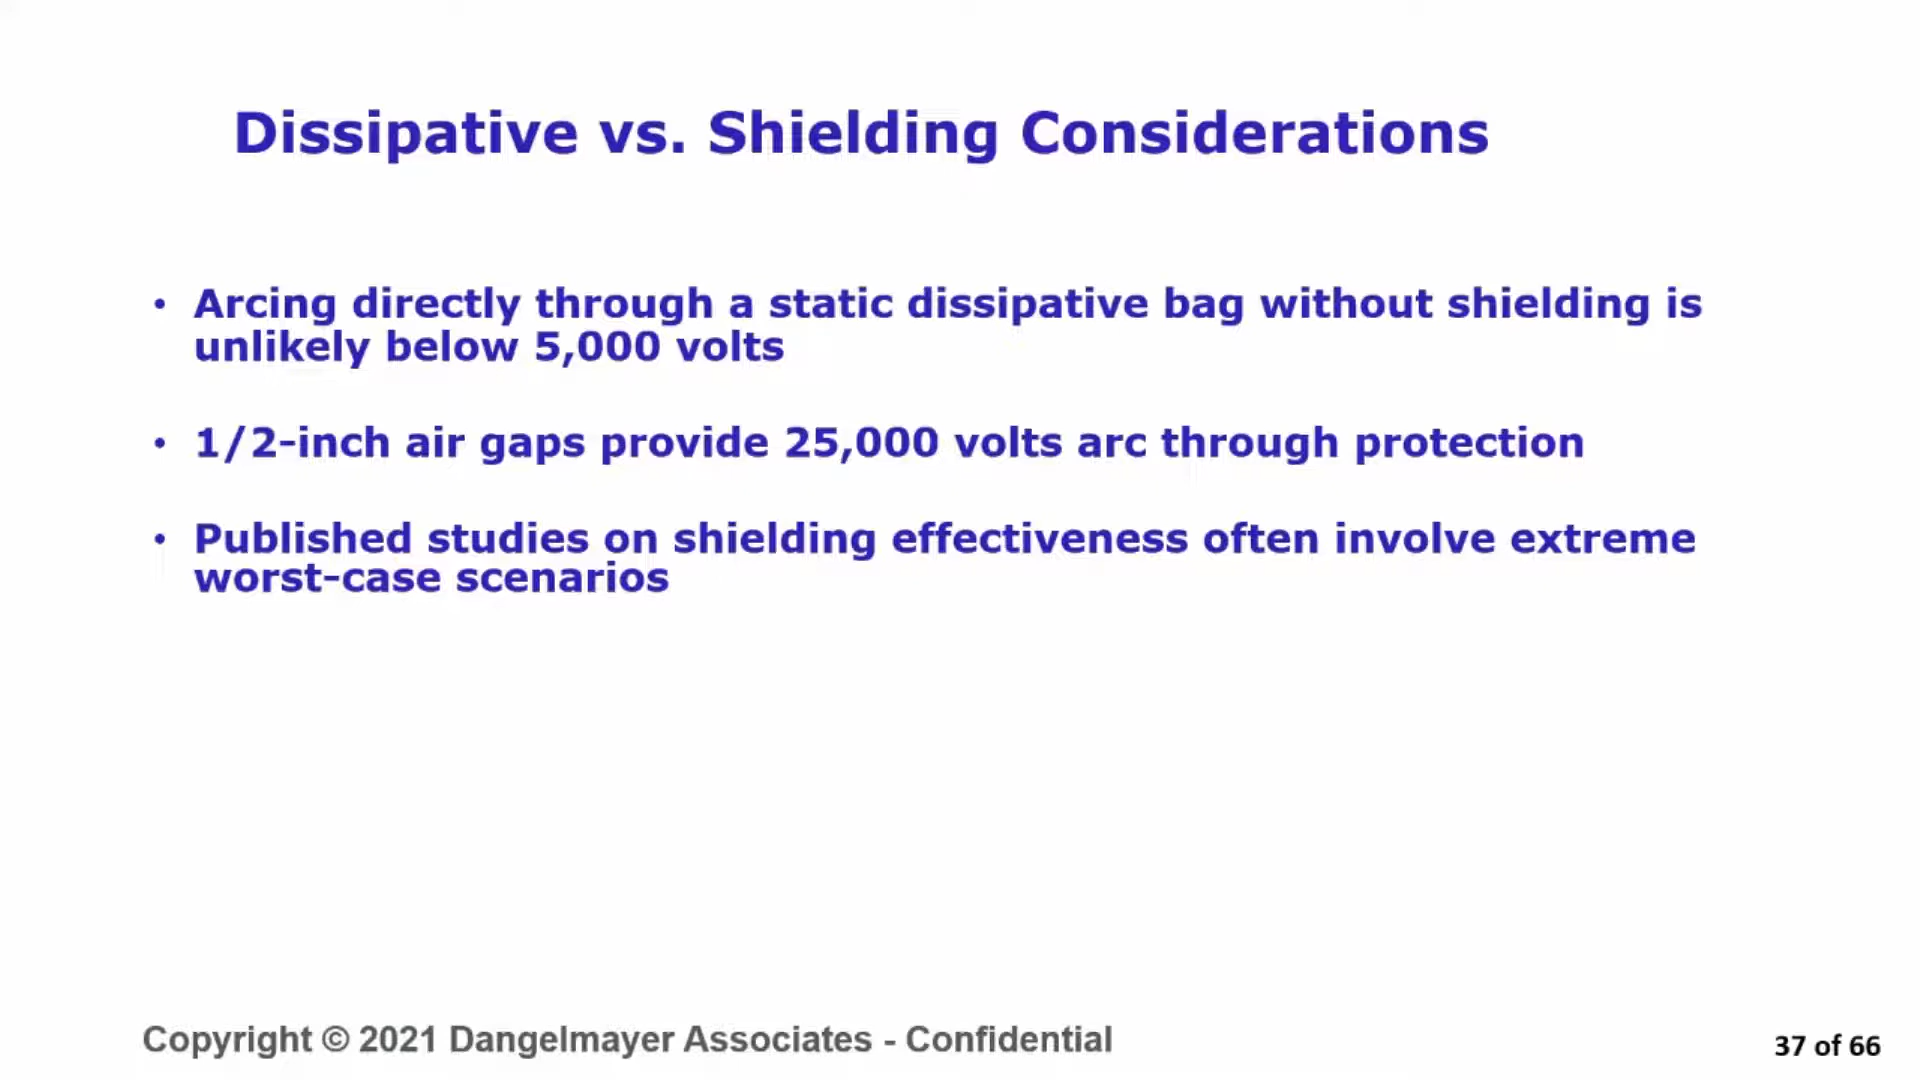 Dissipative vs. Shielding Considerations
• Arcing directly through a static dissipative bag without shielding is
unlikely below 5,000 volts
• 1/2-inch air gaps provide 25,000 volts arc through protection
• Published studies on shielding effectiveness often involve extreme
worst-case scenarios
Copyright © 2021 Dangelmayer Associates - Confidential
37 of 66